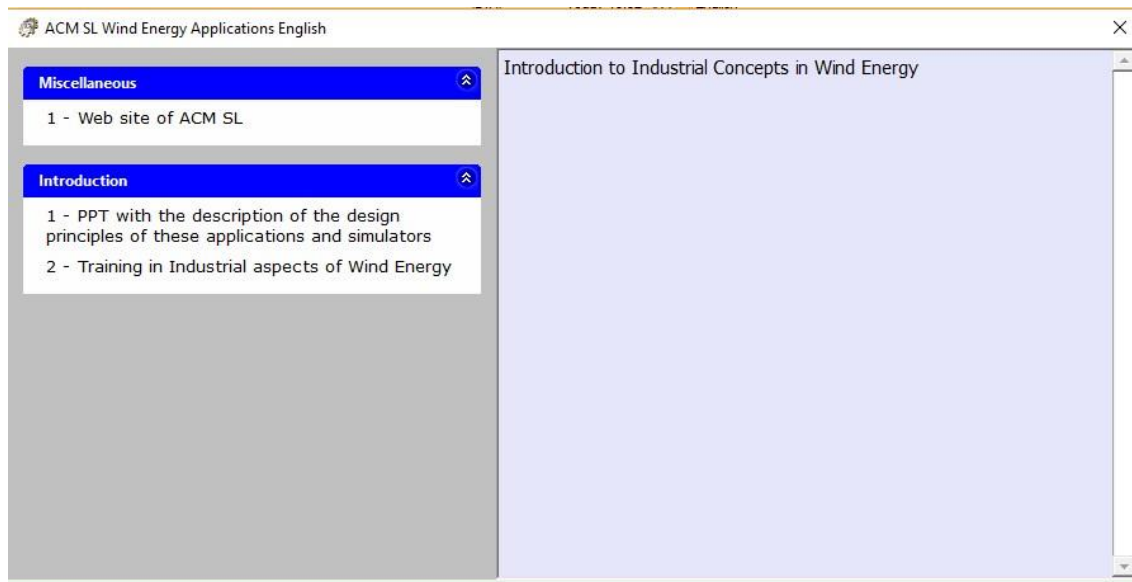 ACM SL Wind Energy Applications English
Miscellaneous
1 - Web site of ACM SL
Introduction
1 - PPT with the description of the design
principles of these applications and simulators
2 - Training in Industrial aspects of Wind Energy
Introduction to Industrial Concepts in Wind Energy